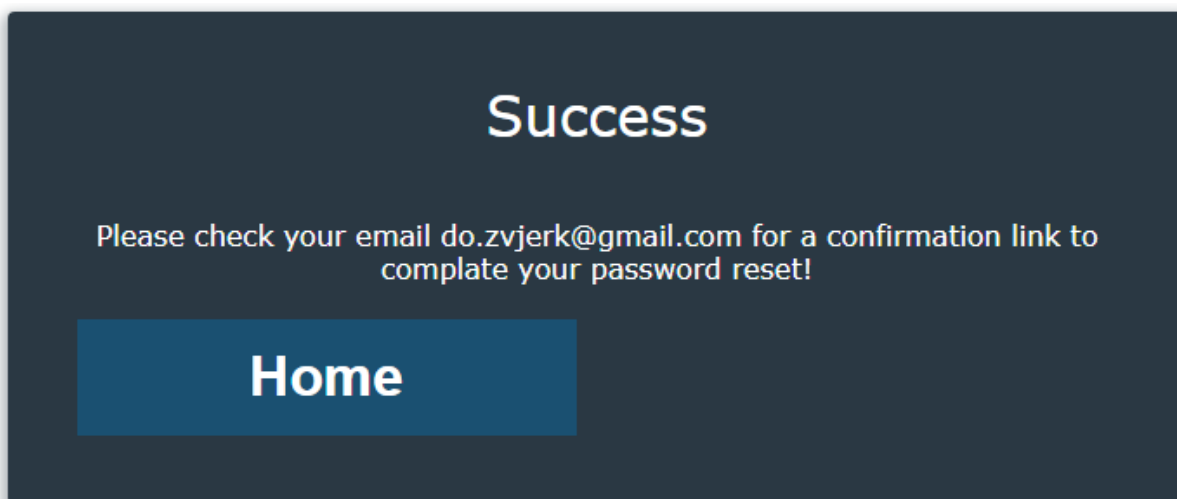 Success
Please check your email do.zvjerk@gmail.com for a confirmation link to
complate your password reset!
Home